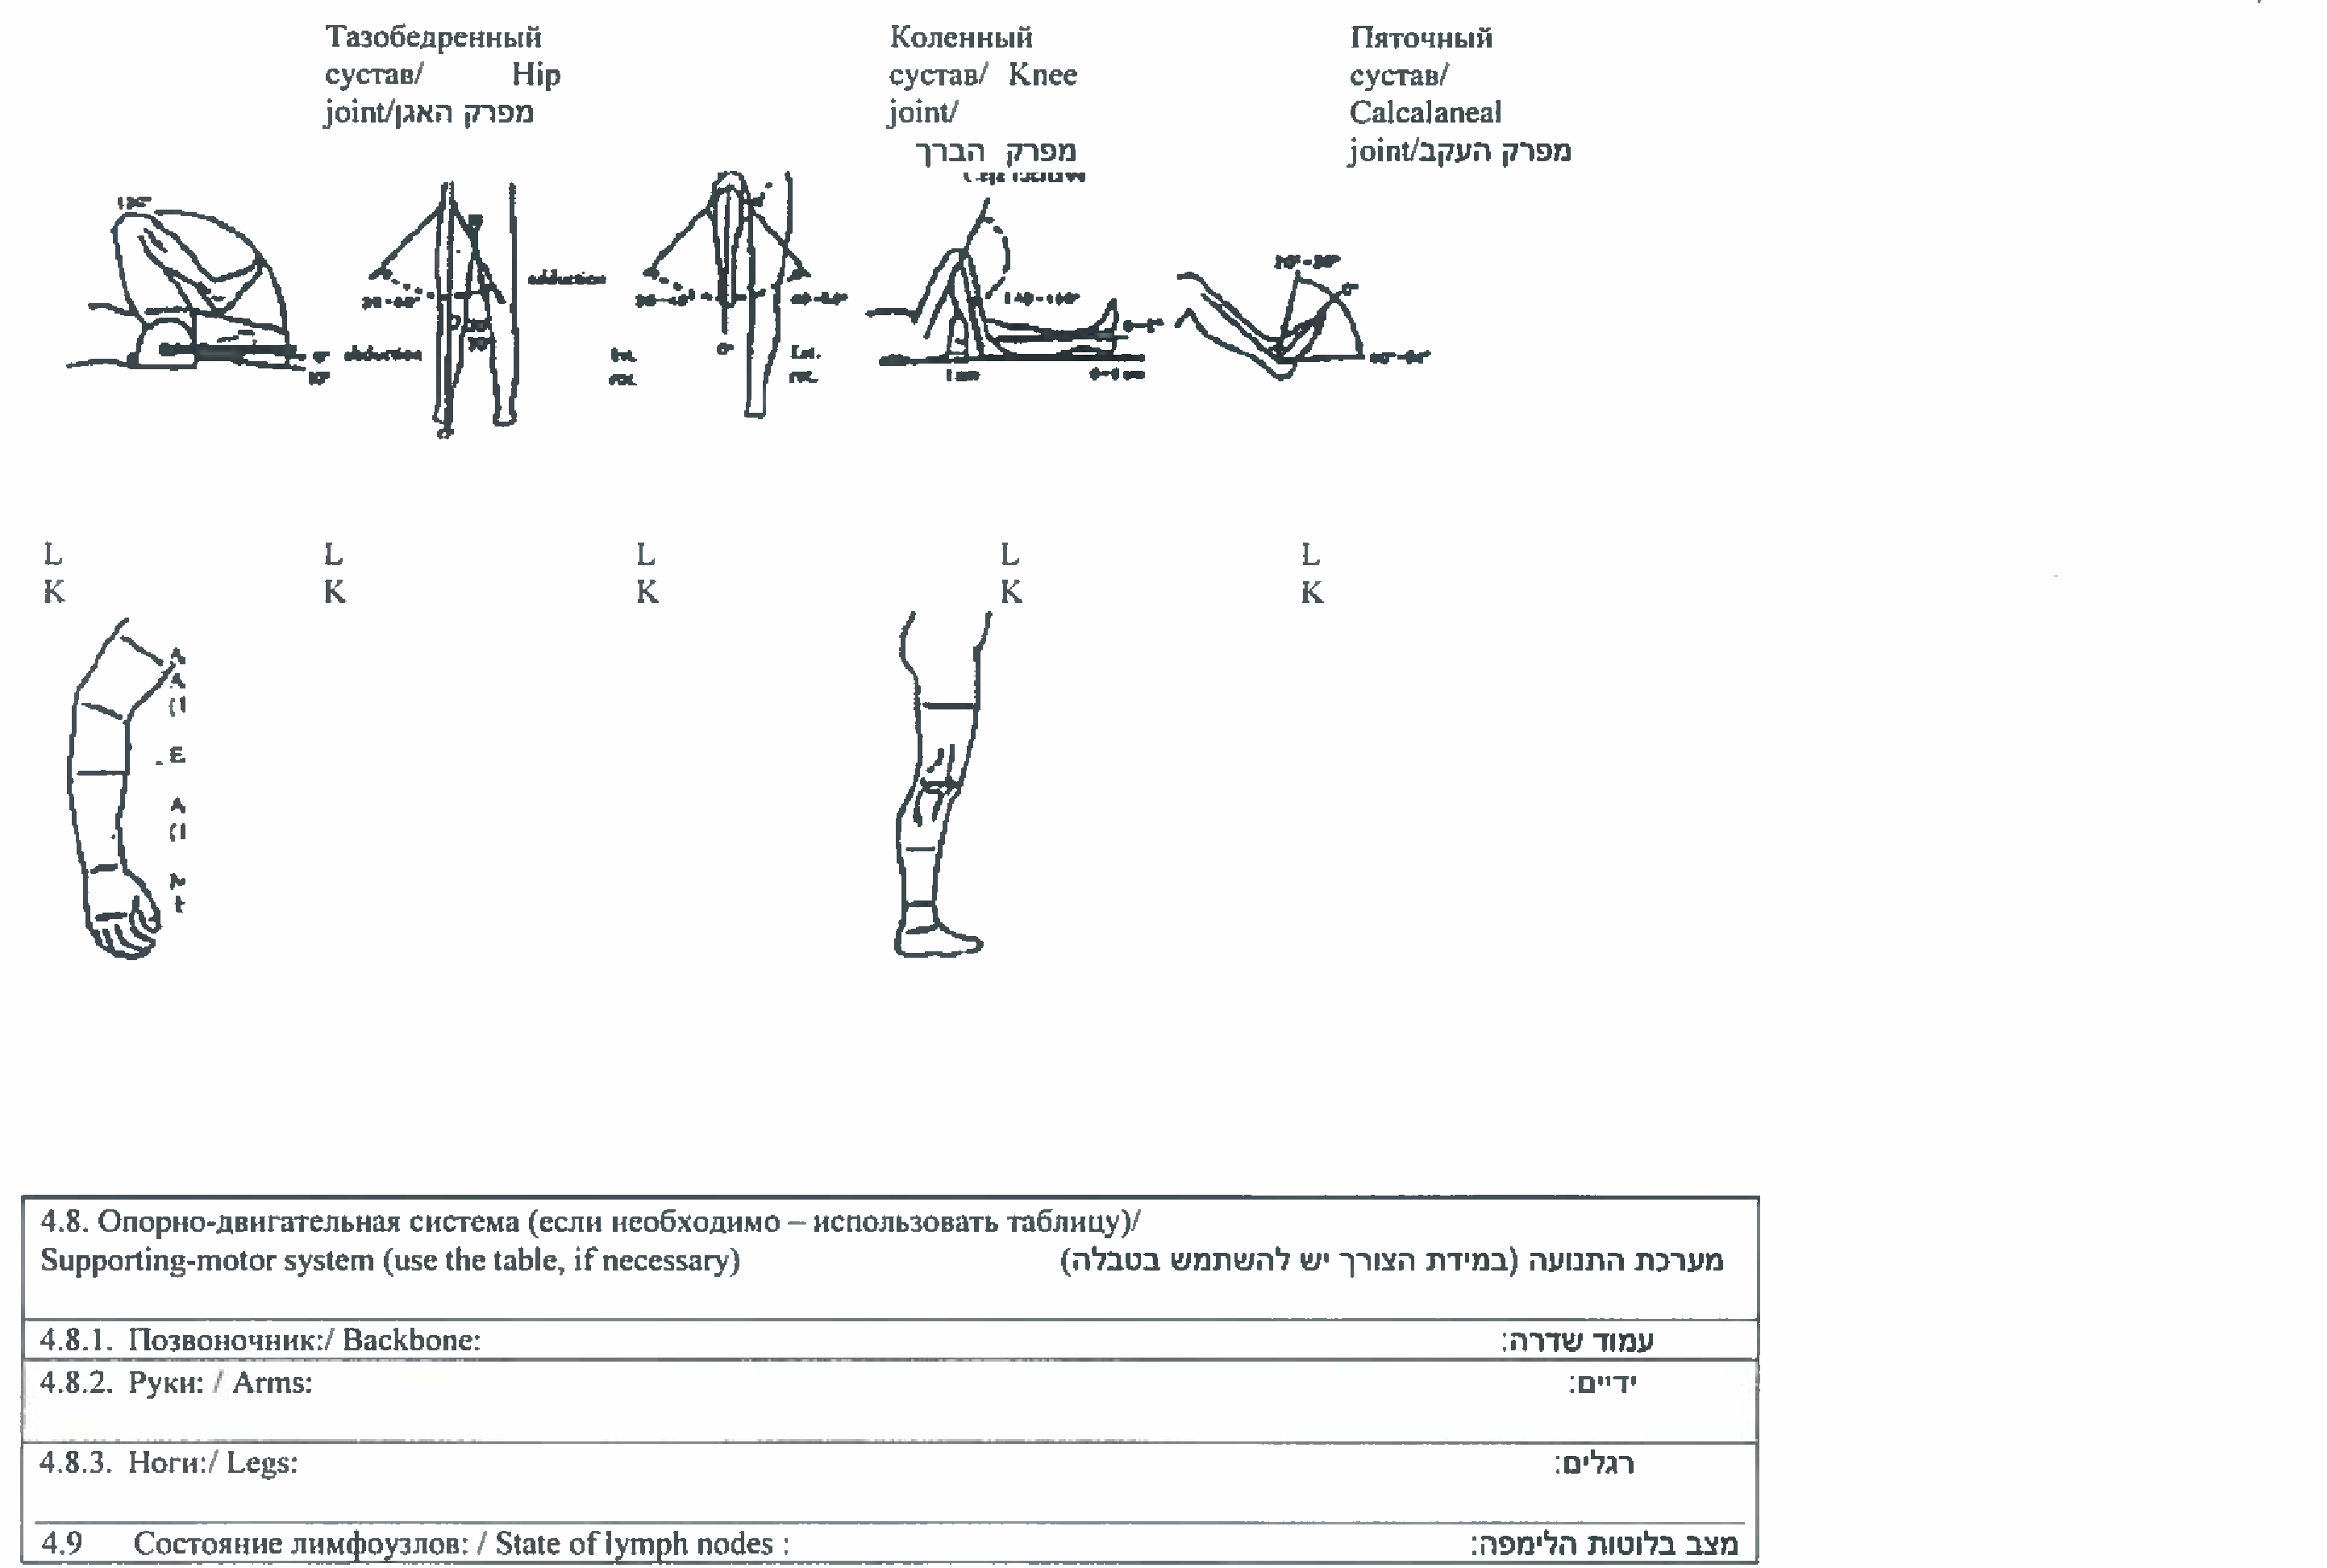 Тазобедренный
сустав/ Hip
joint/מפרק האגן
Коленный
сустав/ Knee
joint/
מפרק הברך
Пяточный
сустав/
Calcalaneal
joint/מפרק העקב
adduction
abduction
0°
0°
L L L L L
K K K K K
A
A
E
A
4.8. Опорно-двигательная система (если необходимо – использовать таблицу)/
Supporting-motor system (use the table, if necessary) מערכת התנועה (במידת הצורך יש להשתמש בטבלה)
4.8.1. Позвоночник:/ Backbone: עמוד שדרה:
4.8.2. Руки: / Arms: ידיים:
4.8.3. Ноги:/ Legs: רגלים:
4.9 Состояние лимфоузлов: / State of lymph nodes : מצב בלוטות הלימפה: